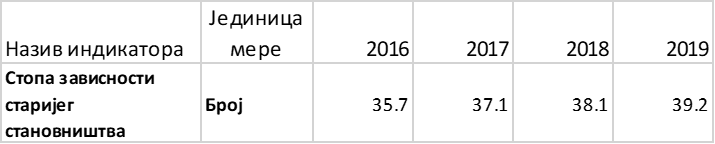 Назив индикатора Јединица мере 2016 2017 2018 2019
Стопа зависности старијег становништва Број 35.7 37.1 38.1 39.2